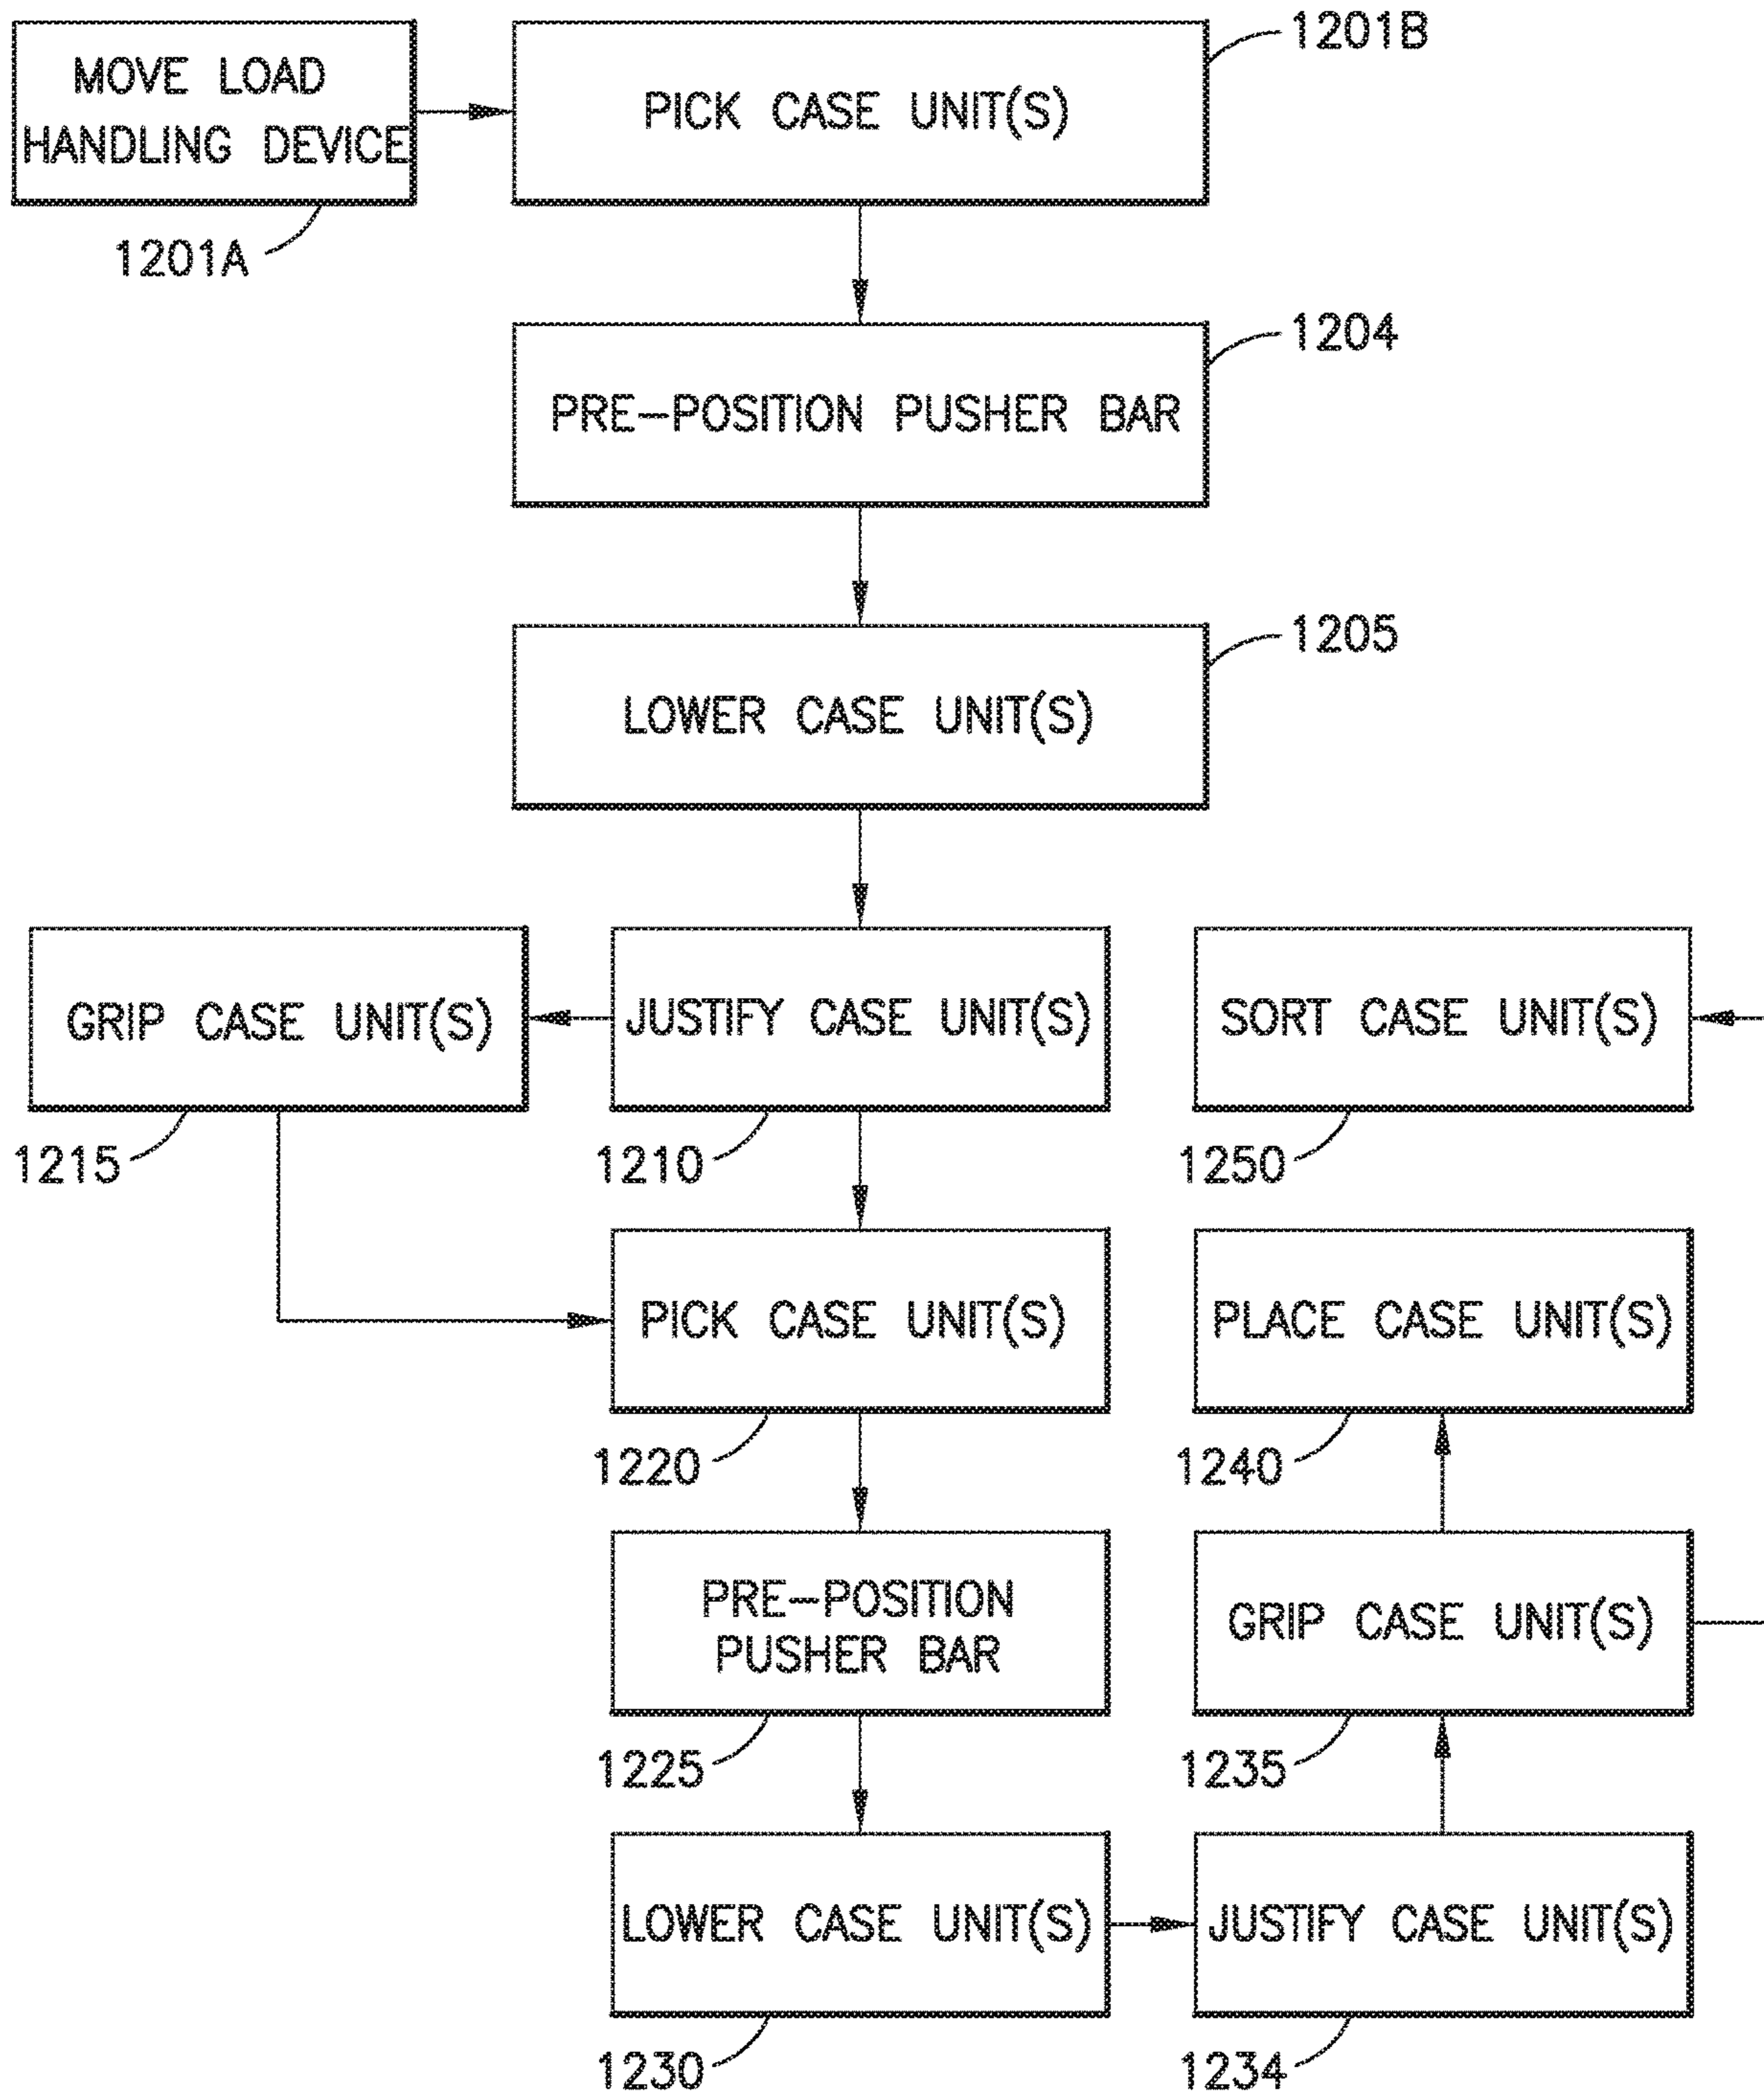 MOVE LOAD
HANDLING DEVICE
1201A
PICK CASE UNIT(S)
1201B
PRE-POSITION PUSHER BAR
1204
LOWER CASE UNIT(S)
1205
GRIP CASE UNIT(S)
1215
JUSTIFY CASE UNIT(S)
1210
SORT CASE UNIT(S)
1250
PICK CASE UNIT(S)
1220
PLACE CASE UNIT(S)
1240
PRE-POSITION
PUSHER BAR
1225
GRIP CASE UNIT(S)
1235
LOWER CASE UNIT(S)
1230
JUSTIFY CASE UNIT(S)
1234